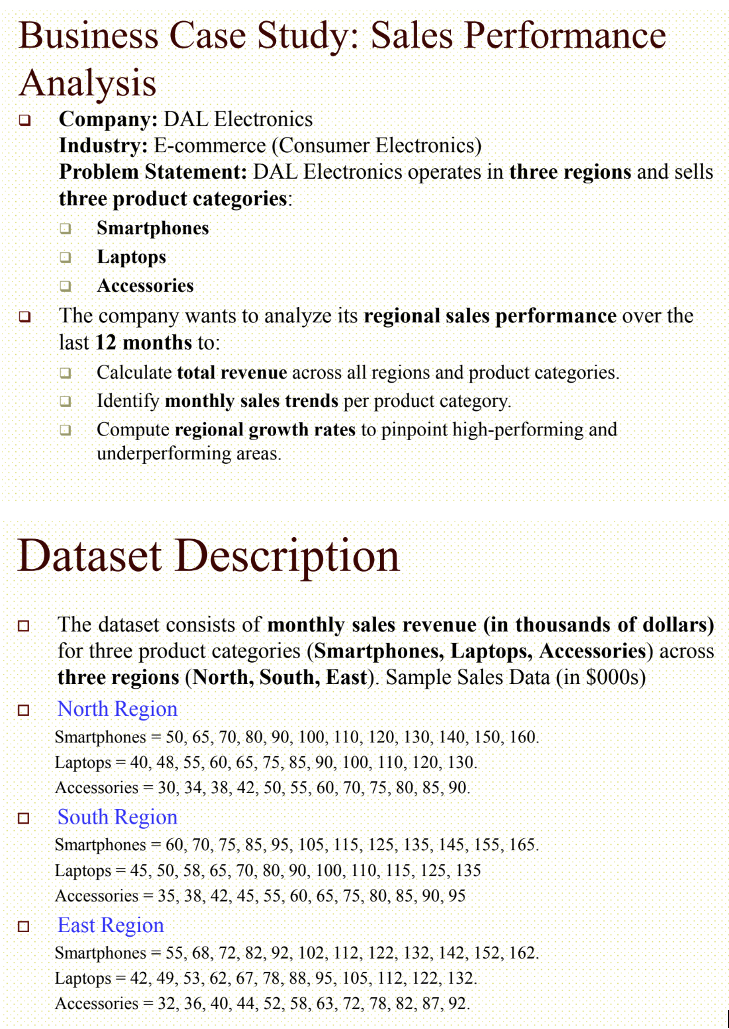 Business Case Study: Sales Performance
Analysis
Company: DAL Electronics
Industry: E-commerce (Consumer Electronics)
Problem Statement: DAL Electronics operates in three regions and sells
three product categories:
Smartphones
Laptops
Accessories
The company wants to analyze its regional sales performance over the
last 12 months to:
Calculate total revenue across all regions and product categories.
Identify monthly sales trends per product category.
Compute regional growth rates to pinpoint high-performing and
underperforming areas.
Dataset Description
The dataset consists of monthly sales revenue (in thousands of dollars)
for three product categories (Smartphones, Laptops, Accessories) across
three regions (North, South, East). Sample Sales Data (in $000s)
North Region
Smartphones = 50, 65, 70, 80, 90, 100, 110, 120, 130, 140, 150, 160.
Laptops = 40, 48, 55, 60, 65, 75, 85, 90, 100, 110, 120, 130.
Accessories = 30, 34, 38, 42, 50, 55, 60, 70, 75, 80, 85, 90.
South Region
Smartphones = 60, 70, 75, 85, 95, 105, 115, 125, 135, 145, 155, 165.
Laptops = 45, 50, 58, 65, 70, 80, 90, 100, 110, 115, 125, 135
Accessories = 35, 38, 42, 45, 55, 60, 65, 75, 80, 85, 90, 95
East Region
Smartphones = 55, 68, 72, 82, 92, 102, 112, 122, 132, 142, 152, 162.
Laptops = 42, 49, 53, 62, 67, 78, 88, 95, 105, 112, 122, 132.
Accessories = 32, 36, 40, 44, 52, 58, 63, 72, 78, 82, 87, 92.